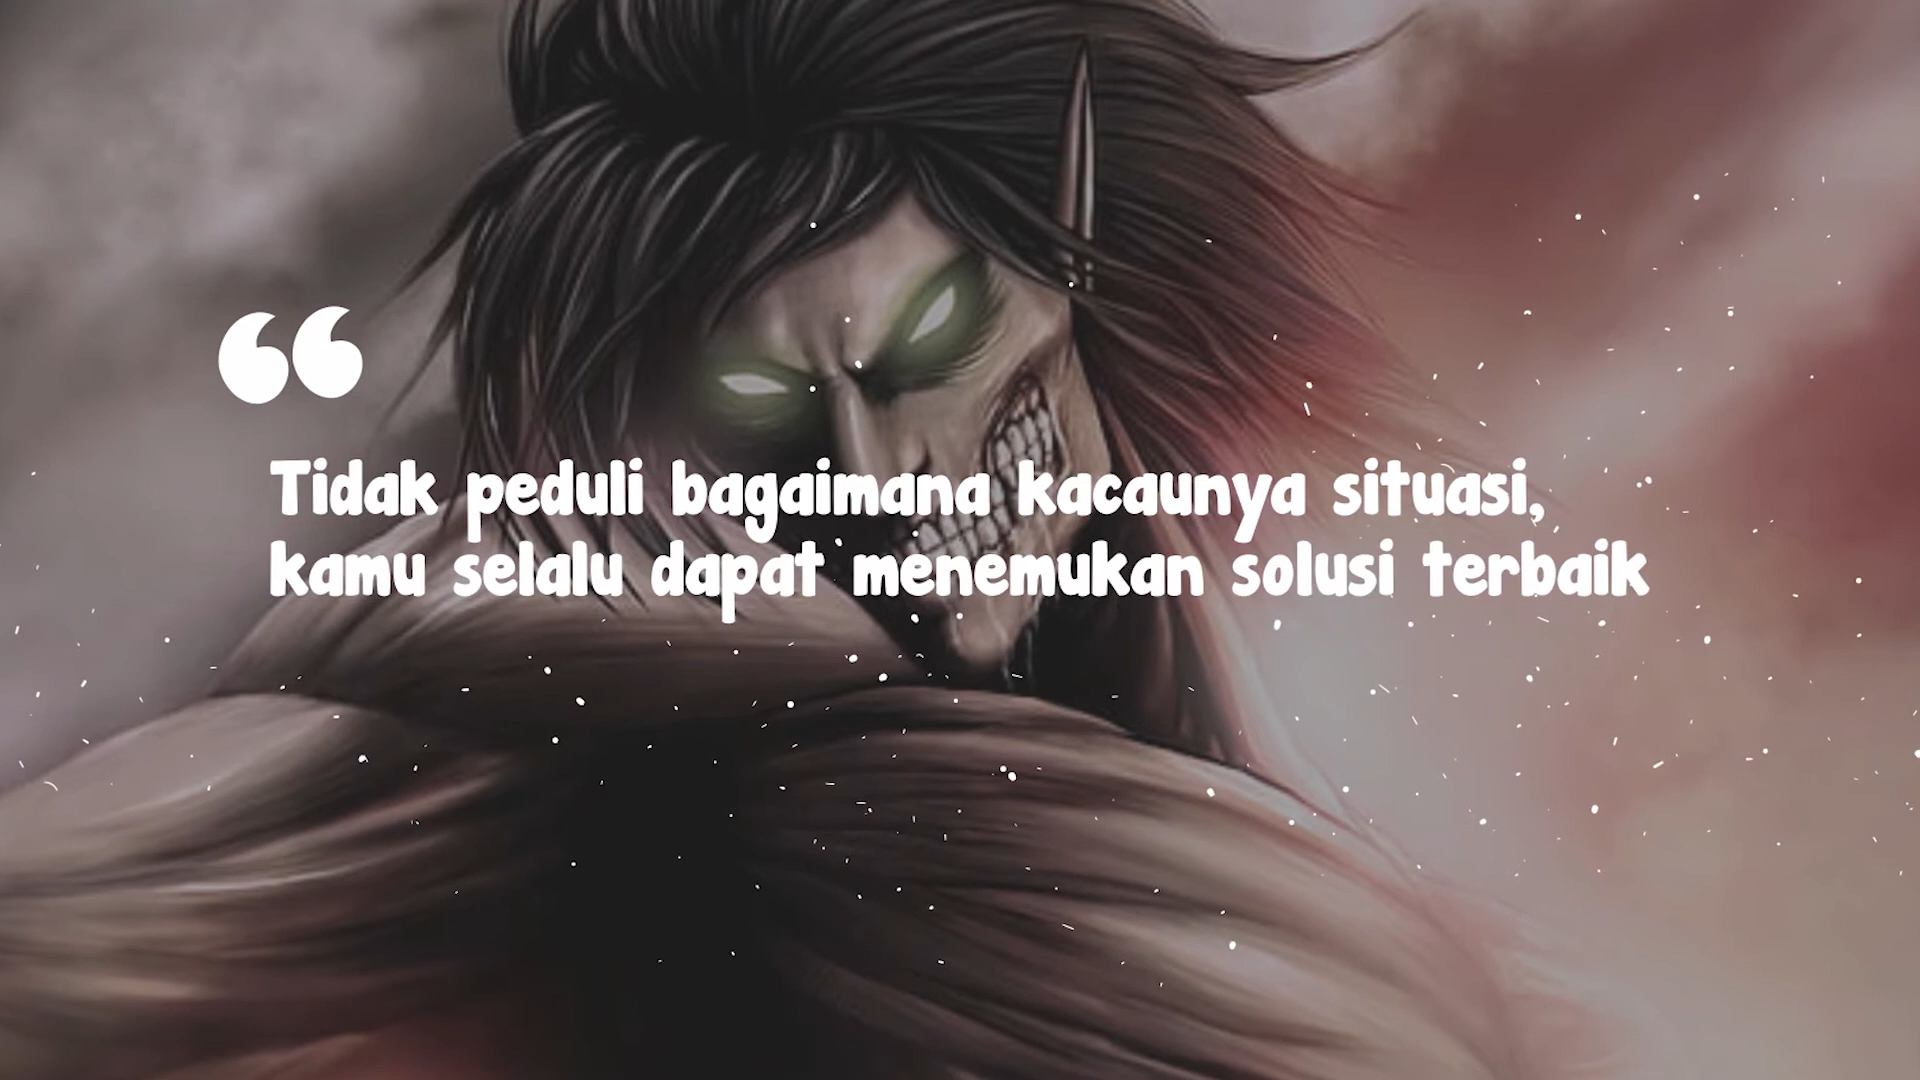 “
Tidak peduli bagaimana kacaunya situasi,
kamu selalu dapat menemukan solusi terbaik